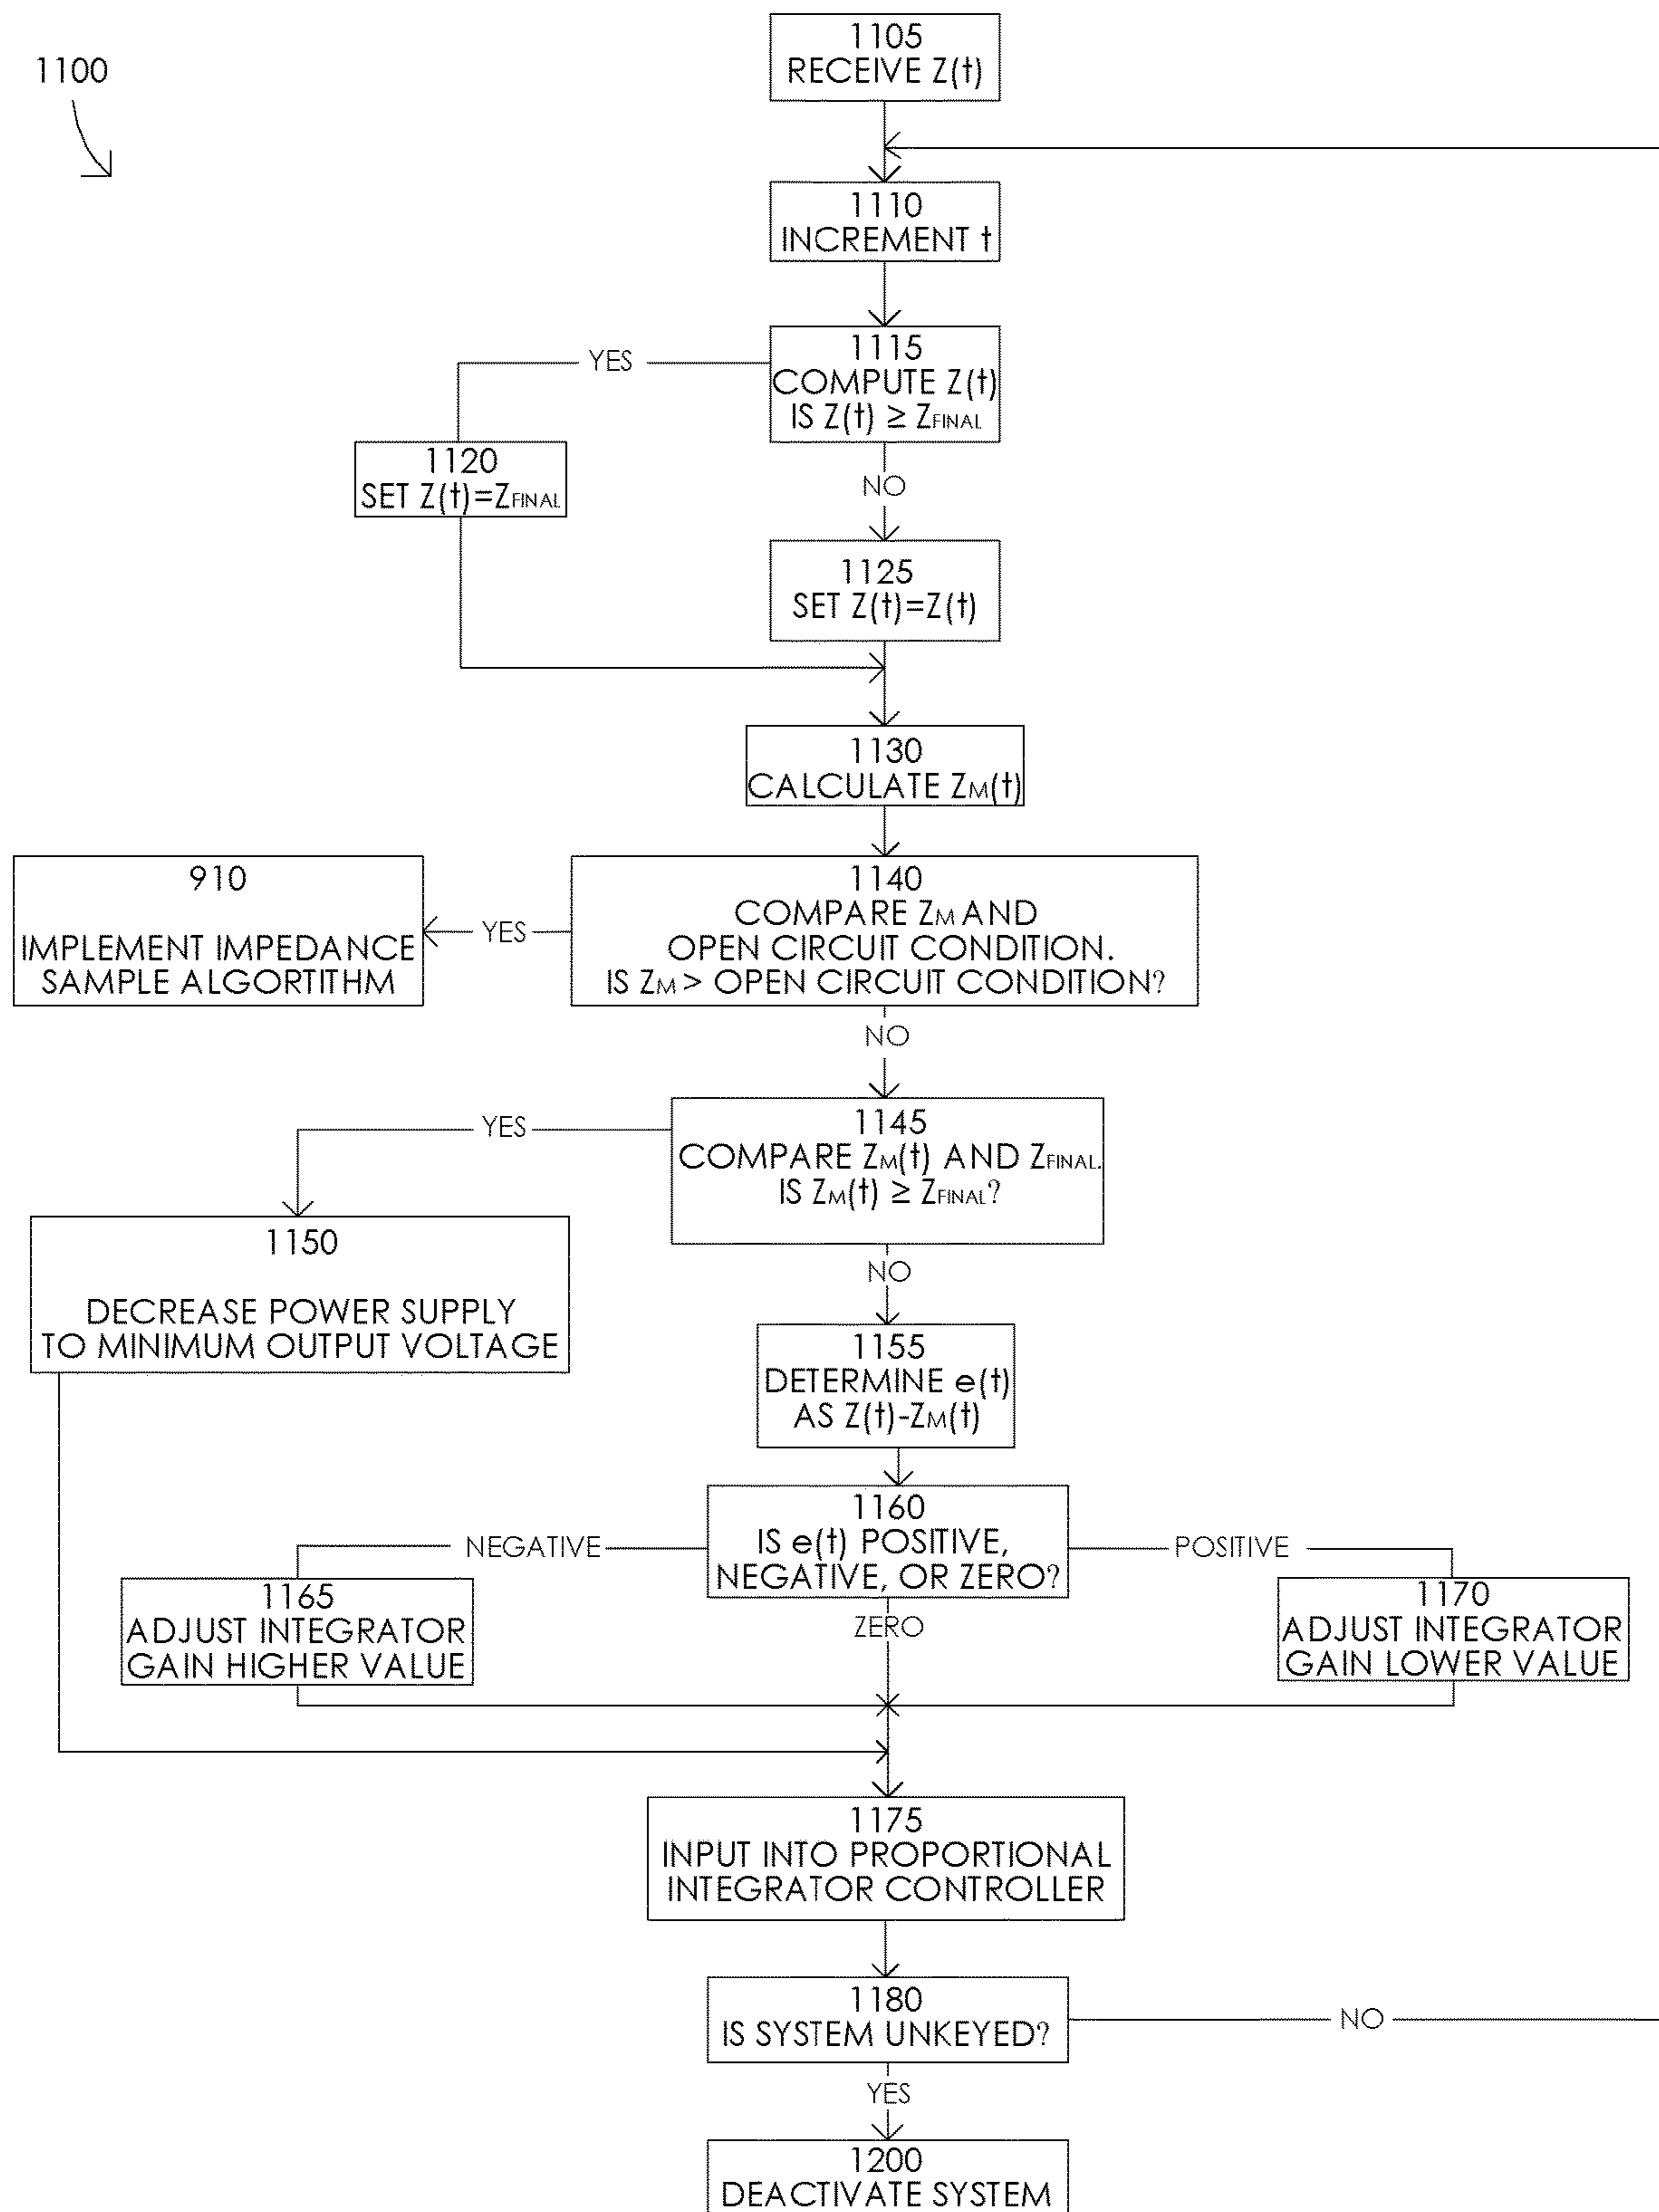 1100
1105
RECEIVE Z(t)
1110
INCREMENT t
1115
COMPUTE Z(t)
IS Z(t) ≥ ZFINAL
YES
1120
SET Z(t)=ZFINAL
NO
1125
SET Z(t)=Z(t)
1130
CALCULATE ZM(t)
1140
COMPARE ZM AND
OPEN CIRCUIT CONDITION.
IS ZM > OPEN CIRCUIT CONDITION?
YES
910
IMPLEMENT IMPEDANCE
SAMPLE ALGORTITHM
NO
1145
COMPARE ZM(t) AND ZFINAL.
IS ZM(t) ≥ ZFINAL?
YES
1150
DECREASE POWER SUPPLY
TO MINIMUM OUTPUT VOLTAGE
NO
1155
DETERMINE e(t)
AS Z(t)-ZM(t)
1160
IS e(t) POSITIVE,
NEGATIVE, OR ZERO?
NEGATIVE
POSITIVE
1165
ADJUST INTEGRATOR
GAIN HIGHER VALUE
ZERO
1170
ADJUST INTEGRATOR
GAIN LOWER VALUE
1175
INPUT INTO PROPORTIONAL
INTEGRATOR CONTROLLER
1180
IS SYSTEM UNKEYED?
NO
YES
1200
DEACTIVATE SYSTEM